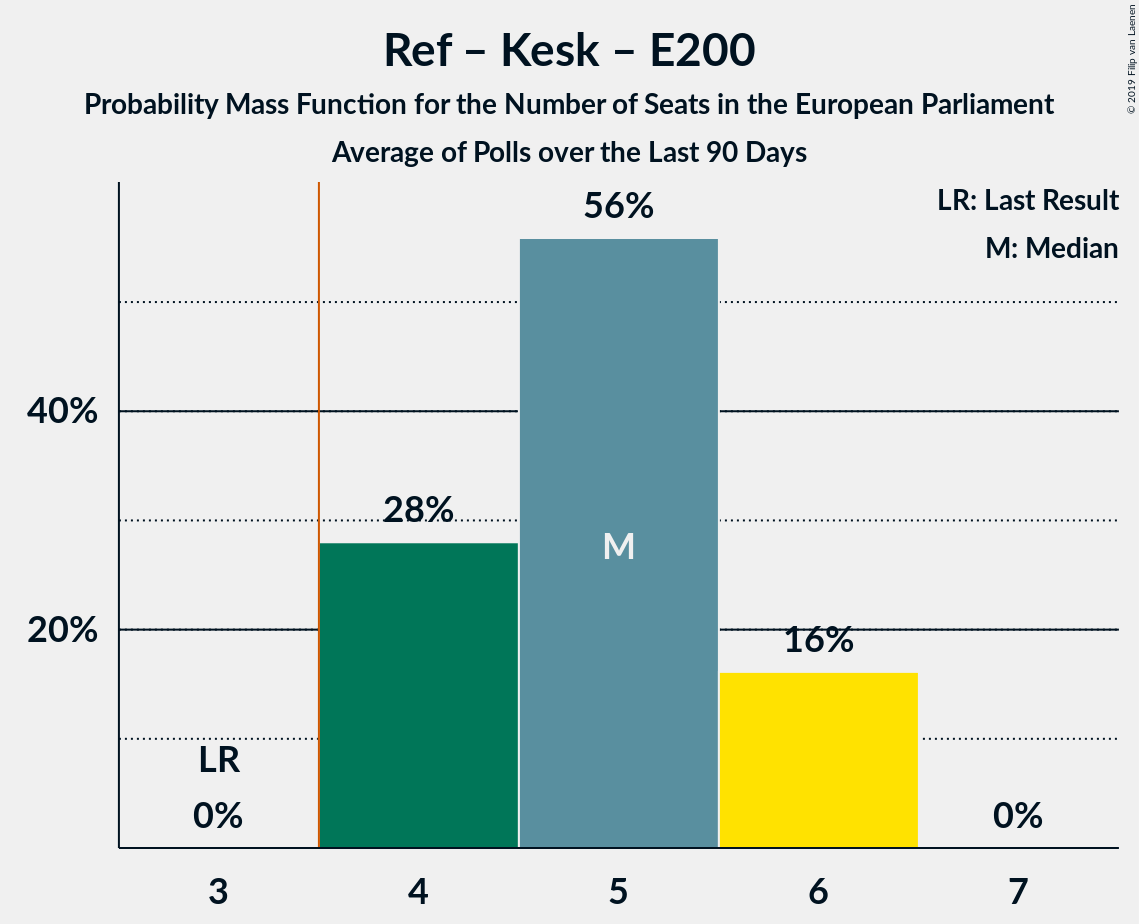 Ref – Kesk – E200
Probability Mass Function for the Number of Seats in the European Parliament
Average of Polls over the Last 90 Days
© 2019 Filip van Laenen
LR: Last Result
M: Median
56%
40%
28%
M
20%
16%
LR
0%
0%
3 4 5 6 7